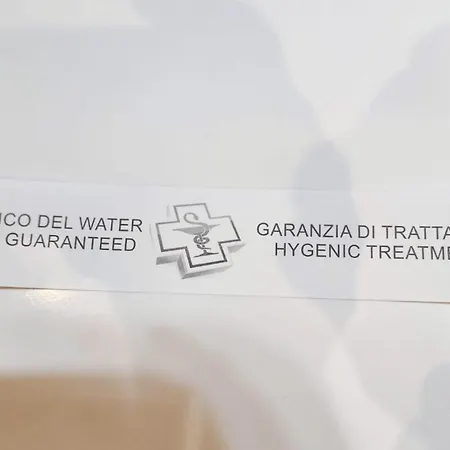 ICO DEL WATER
GUARANTEED
GARANZIA DI TRATTA
HYGENIC TREATME